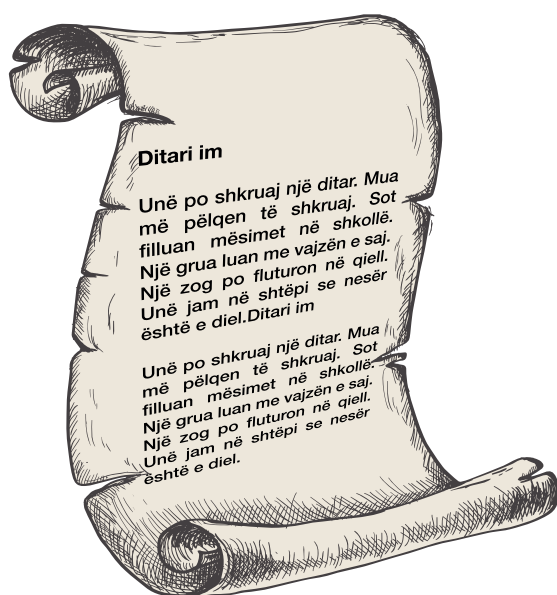 Ditari im
Unë po shkruaj një ditar. Mua
më pëlqen të shkruaj. Sot
filluan mësimet në shkollë.
Një grua luan me vajzën e saj.
Një zog po fluturon në qiell.
Unë jam në shtëpi se nesër
është e diel.Ditari im
Unë po shkruaj një ditar. Mua
më pëlqen të shkruaj. Sot
filluan mësimet në shkollë.
Një grua luan me vajzën e saj.
Një zog po fluturon në qiell.
Unë jam në shtëpi se nesër
është e diel.